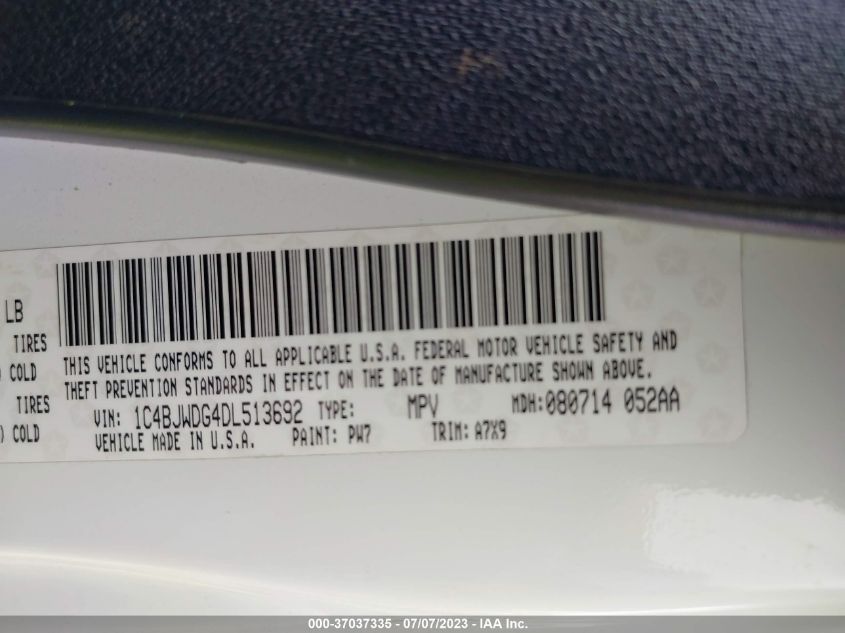 LB
TIRES
) COLD
TIRES
) COLD
THIS VEHICLE CONFORMS TO ALL APPLICABLE U.S.A. FEDERAL MOTOR VEHICLE SAFETY AND
THEFT PREVENTION STANDARDS IN EFFECT ON THE DATE OF MANUFACTURE SHOWN ABOVE.
VIN: 1C4BJWDG4DL513692 TYPE: MPV MDH:080714 052AA
VEHICLE MADE IN U.S.A. PAINT: PW7 TRIM: A7X9
000-37037335 - 07/07/2023 - IAA Inc.